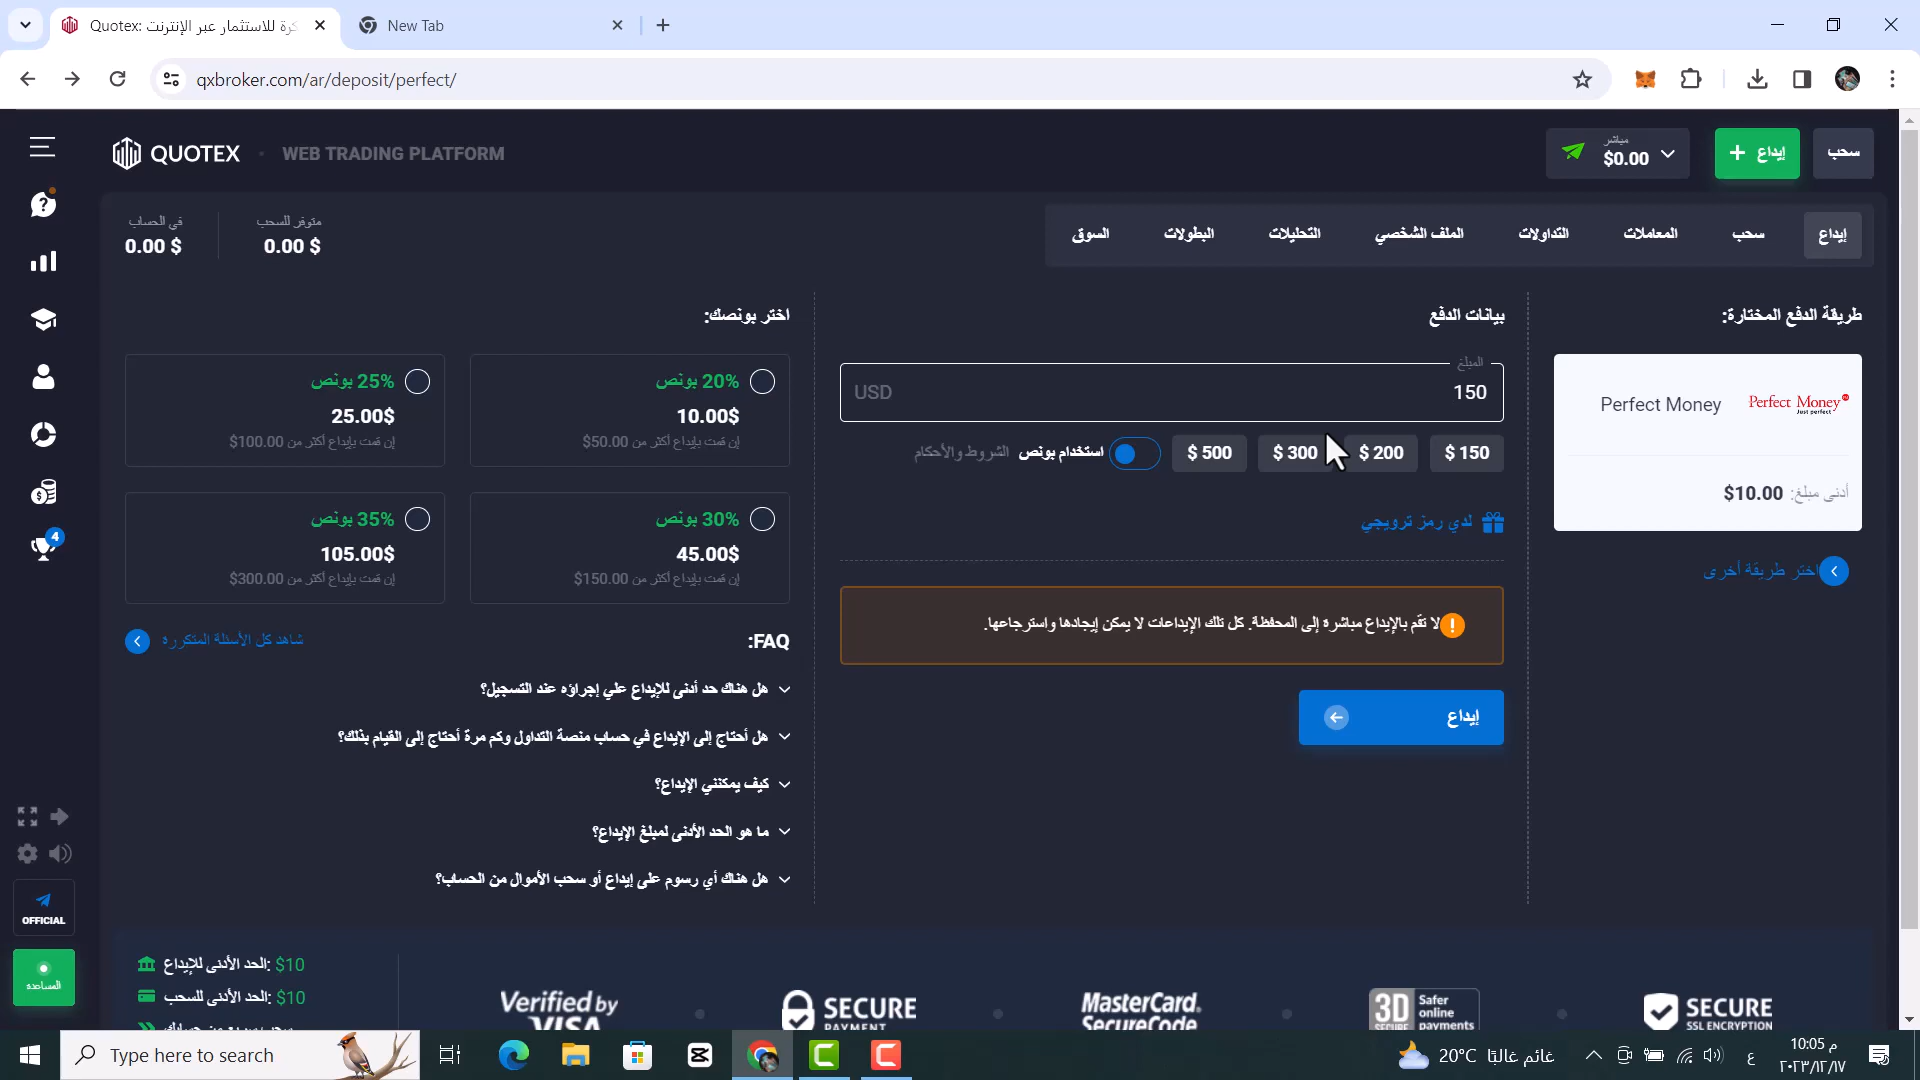 Quotex: كرة للاستثمار عبر الإنترنت
New Tab
qxbroker.com/ar/deposit/perfect/
QUOTEX
WEB TRADING PLATFORM
مباشر
$0.00
إيداع +
سحب
في الحساب
0.00 $
متوفر للسحب
0.00 $
إيداع
سحب
المعاملات
التداولات
الملف الشخصي
التحليلات
البطولات
السوق
طريقة الدفع المختارة:
Perfect Money
Perfect Money
Just perfect
أدنى مبلغ: $10.00
اختر طريقة أخرى
بيانات الدفع
المبلغ
150
USD
$ 150
$ 200
$ 300
$ 500
استخدام بونص
الشروط والأحكام
لدي رمز ترويجي
لا تقم بالإيداع مباشرة إلى المحفظة. كل تلك الإيداعات لا يمكن إيجادها واسترجاعها.
إيداع
اختر بونصك:
20% بونص
10.00$
إن قمت بإيداع أكثر من 50.00$
25% بونص
25.00$
إن قمت بإيداع أكثر من 100.00$
30% بونص
45.00$
إن قمت بإيداع أكثر من 150.00$
35% بونص
105.00$
إن قمت بإيداع أكثر من 300.00$
FAQ:
شاهد كل الأسئلة المتكررة
هل هناك حد أدنى للإيداع علي إجراؤه عند التسجيل؟
هل أحتاج إلى الإيداع في حساب منصة التداول وكم مرة أحتاج إلى القيام بذلك؟
كيف يمكنني الإيداع؟
ما هو الحد الأدنى لمبلغ الإيداع؟
هل هناك أي رسوم على إيداع أو سحب الأموال من الحساب؟
4
OFFICIAL
المساعدة
الحد الأدنى للإيداع: $10
الحد الأدنى للسحب: $10
سحب سريع من حسابك
Verified by
VISA
SECURE
PAYMENT
MasterCard.
SecureCode
3D
SECURE
Safer
online
payments
SECURE
SSL ENCRYPTION
Type here to search
20°C غائم غالبًا
ع
10:05 م
٢٠٢٣/١٢/١٧